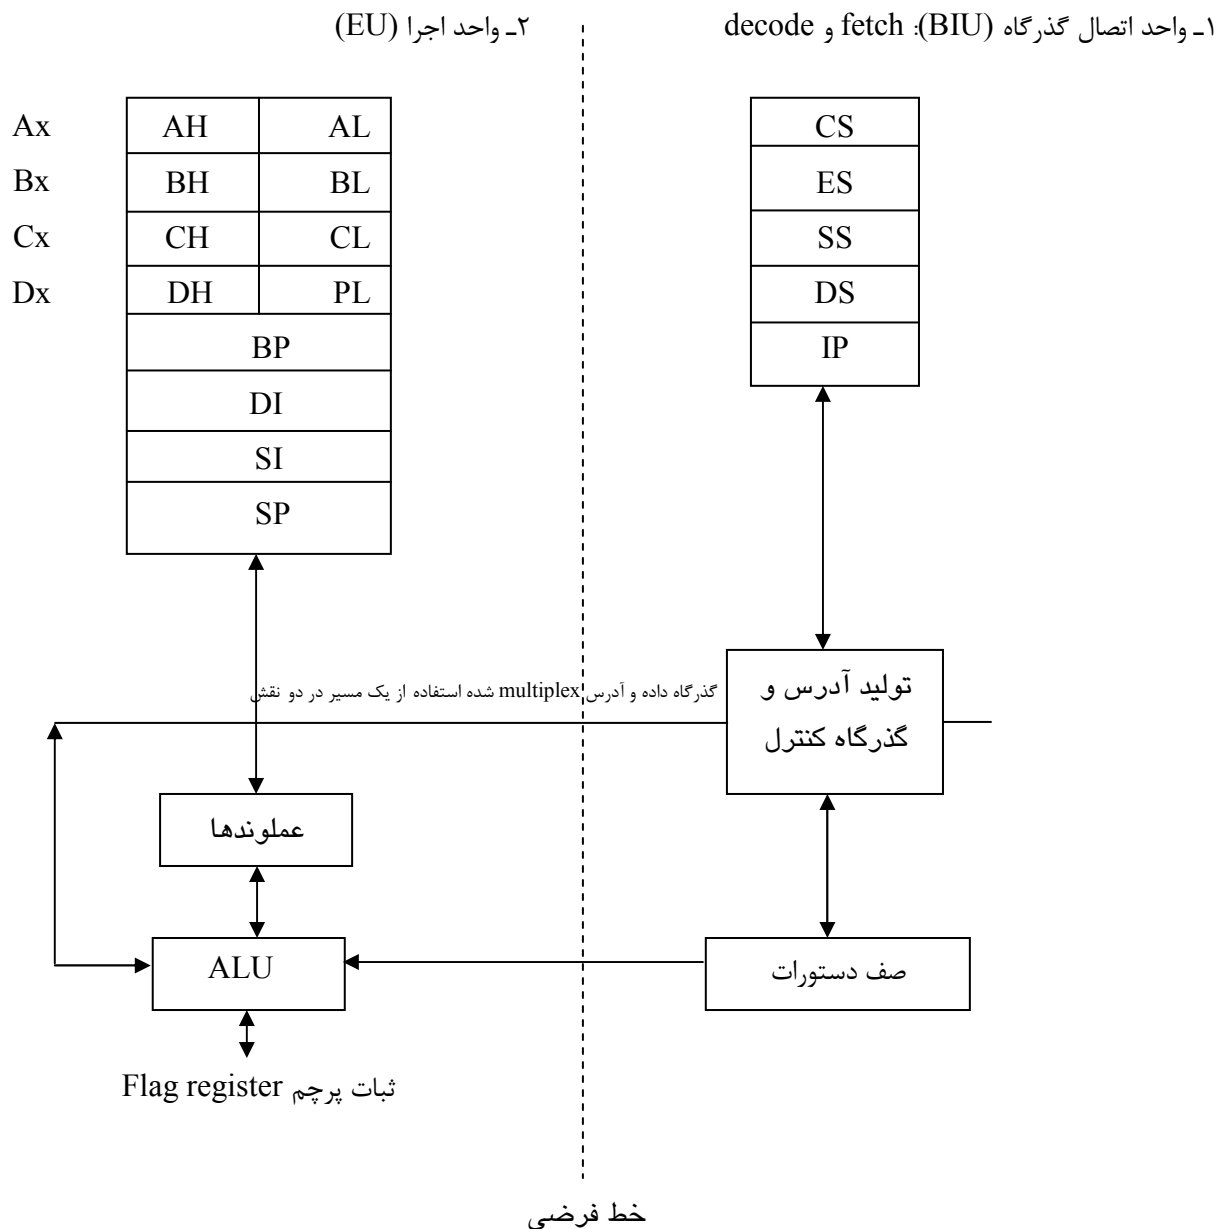 ۱ـ واحد اتصال گذرگاه (BIU): fetch و decode
۲ـ واحد اجرا (EU)
CS
ES
SS
DS
IP
Ax AH AL
Bx BH BL
Cx CH CL
Dx DH PL
BP
DI
SI
SP
تولید آدرس و
گذرگاه کنترل
گذرگاه داده و آدرس multiplex شده استفاده از یک مسیر در دو نقش
عملوندها
ALU
صف دستورات
ثبات پرچم Flag register
خط فرضی